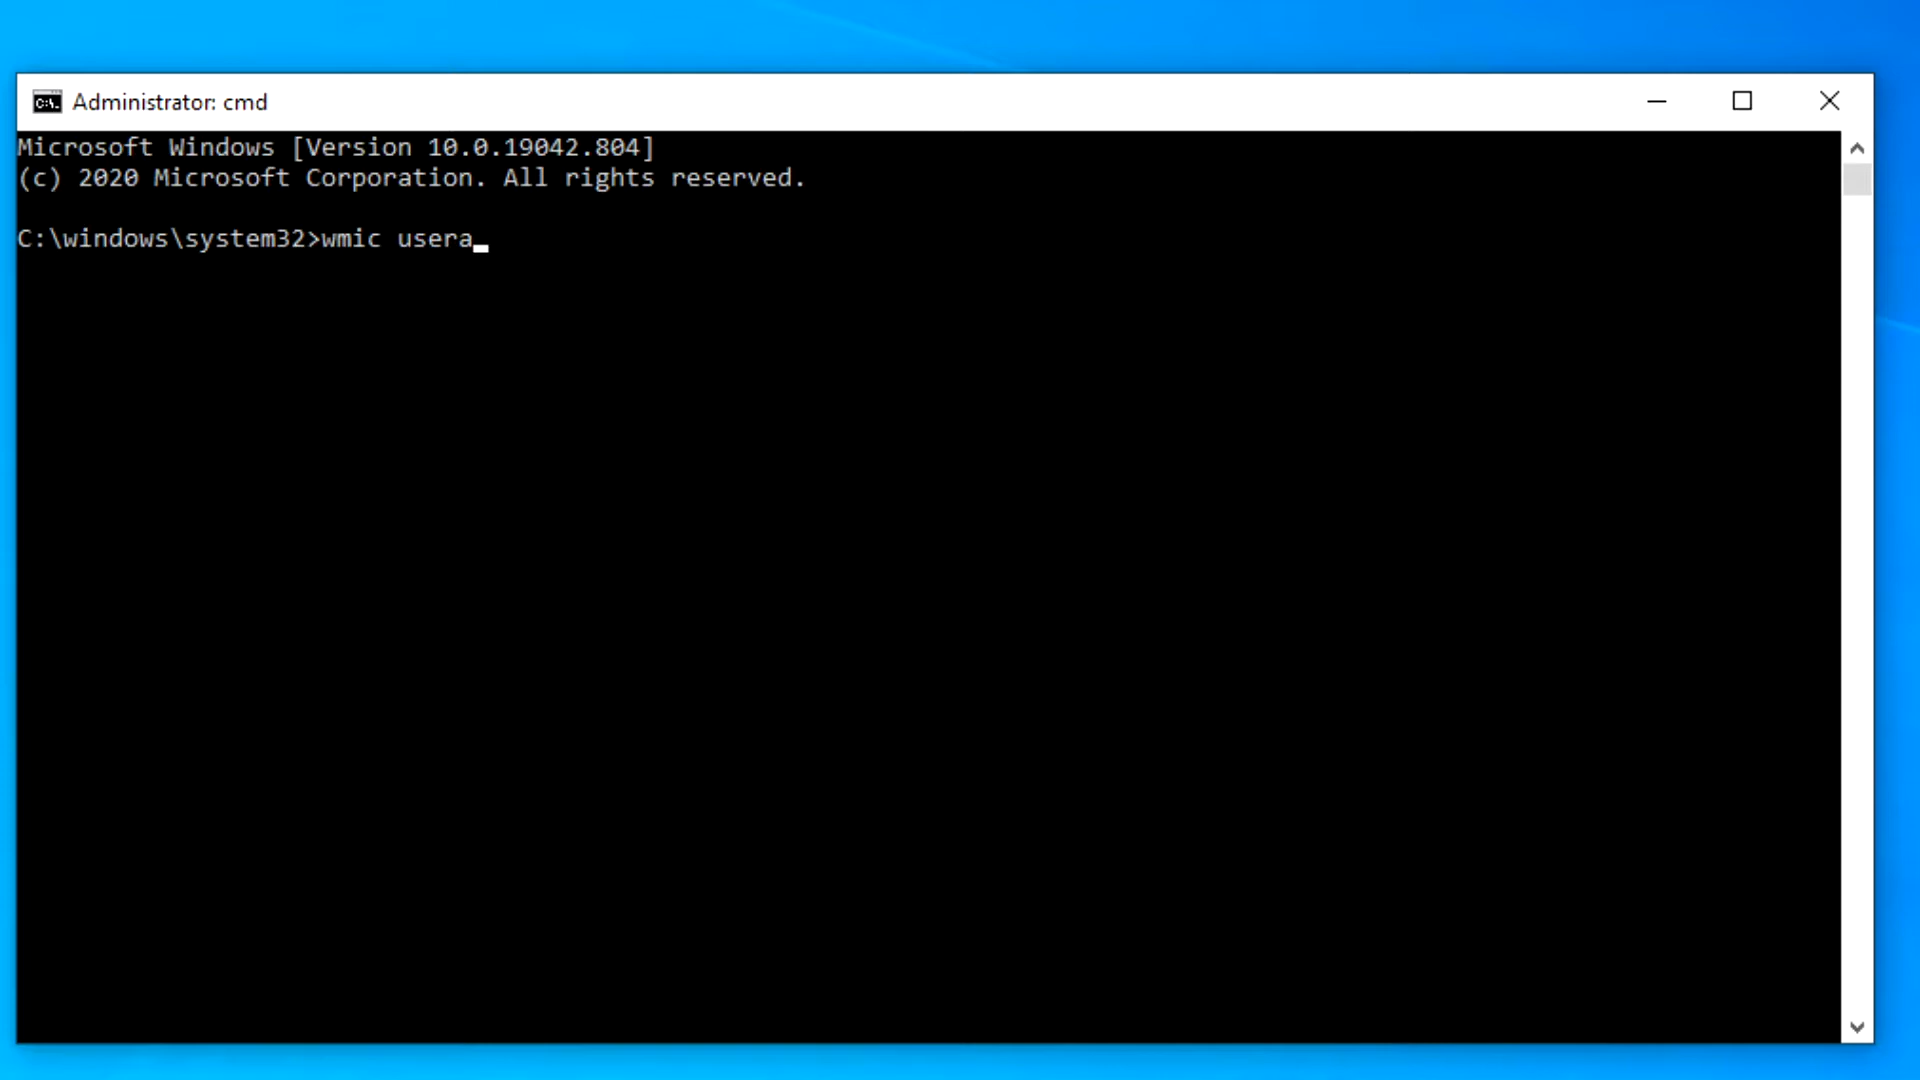 Administrator: cmd
Microsoft Windows [Version 10.0.19042.804]
(c) 2020 Microsoft Corporation. All rights reserved.
C:\windows\system32>wmic usera